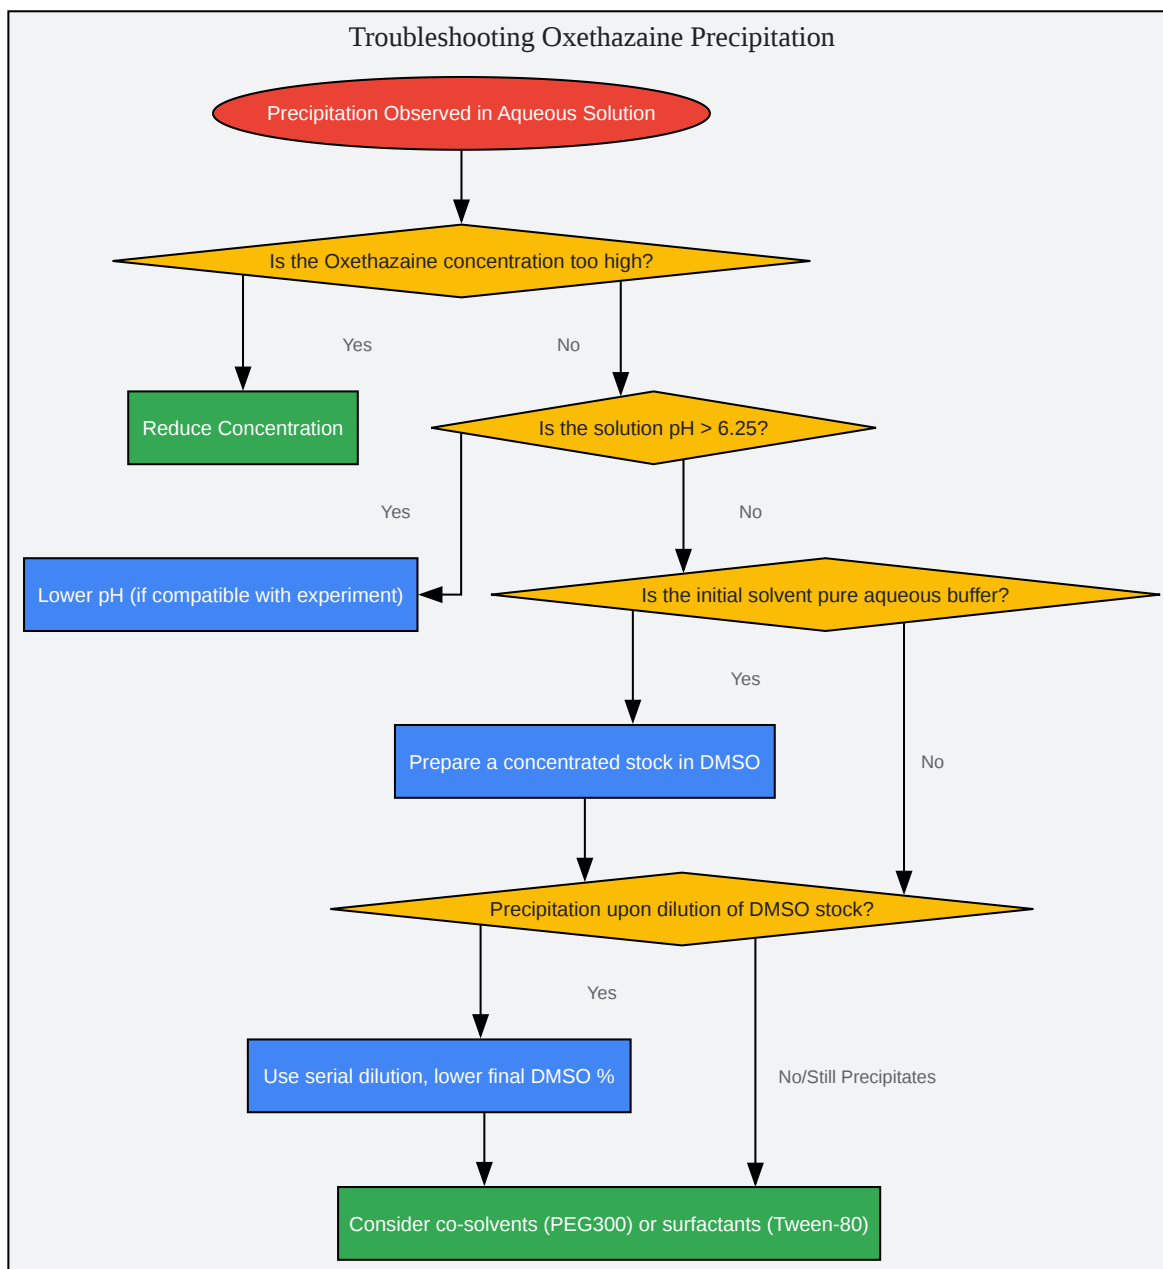 Troubleshooting Oxethazaine Precipitation
Precipitation Observed in Aqueous Solution
Is the Oxethazaine concentration too high?
Yes
No
Reduce Concentration
Is the solution pH > 6.25?
Yes
No
Lower pH (if compatible with experiment)
Is the initial solvent pure aqueous buffer?
Yes
Prepare a concentrated stock in DMSO
No
Precipitation upon dilution of DMSO stock?
Yes
Use serial dilution, lower final DMSO %
No/Still Precipitates
Consider co-solvents (PEG300) or surfactants (Tween-80)